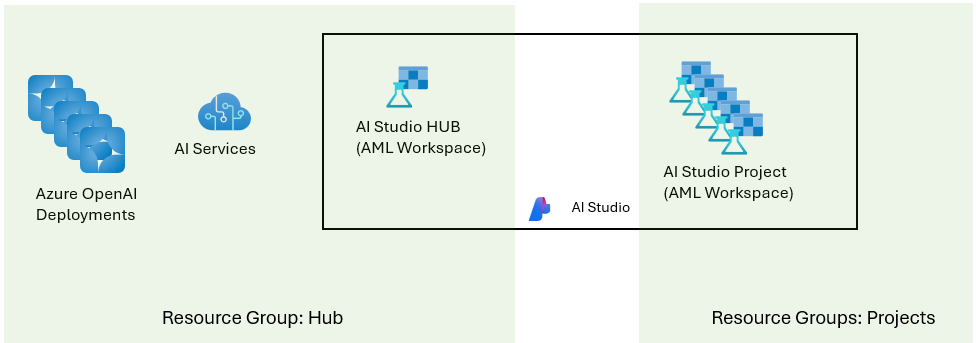 Azure OpenAI
Deployments
AI Services
AI Studio HUB
(AML Workspace)
AI Studio
AI Studio Project
(AML Workspace)
Resource Group: Hub
Resource Groups: Projects